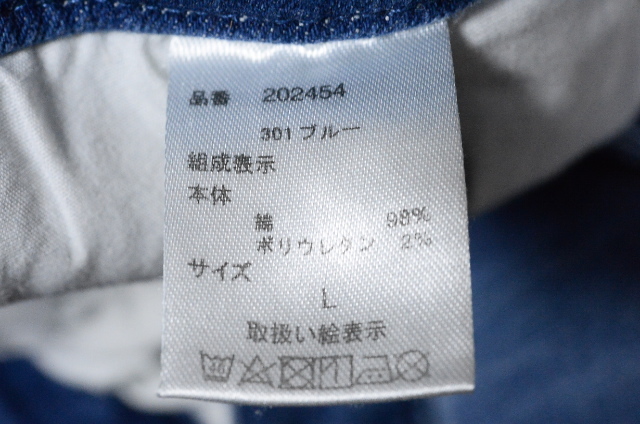 品番 202454
301 ブルー
組成表示
本体
綿 98%
ポリウレタン 2%
サイズ
L
取扱い絵表示
40